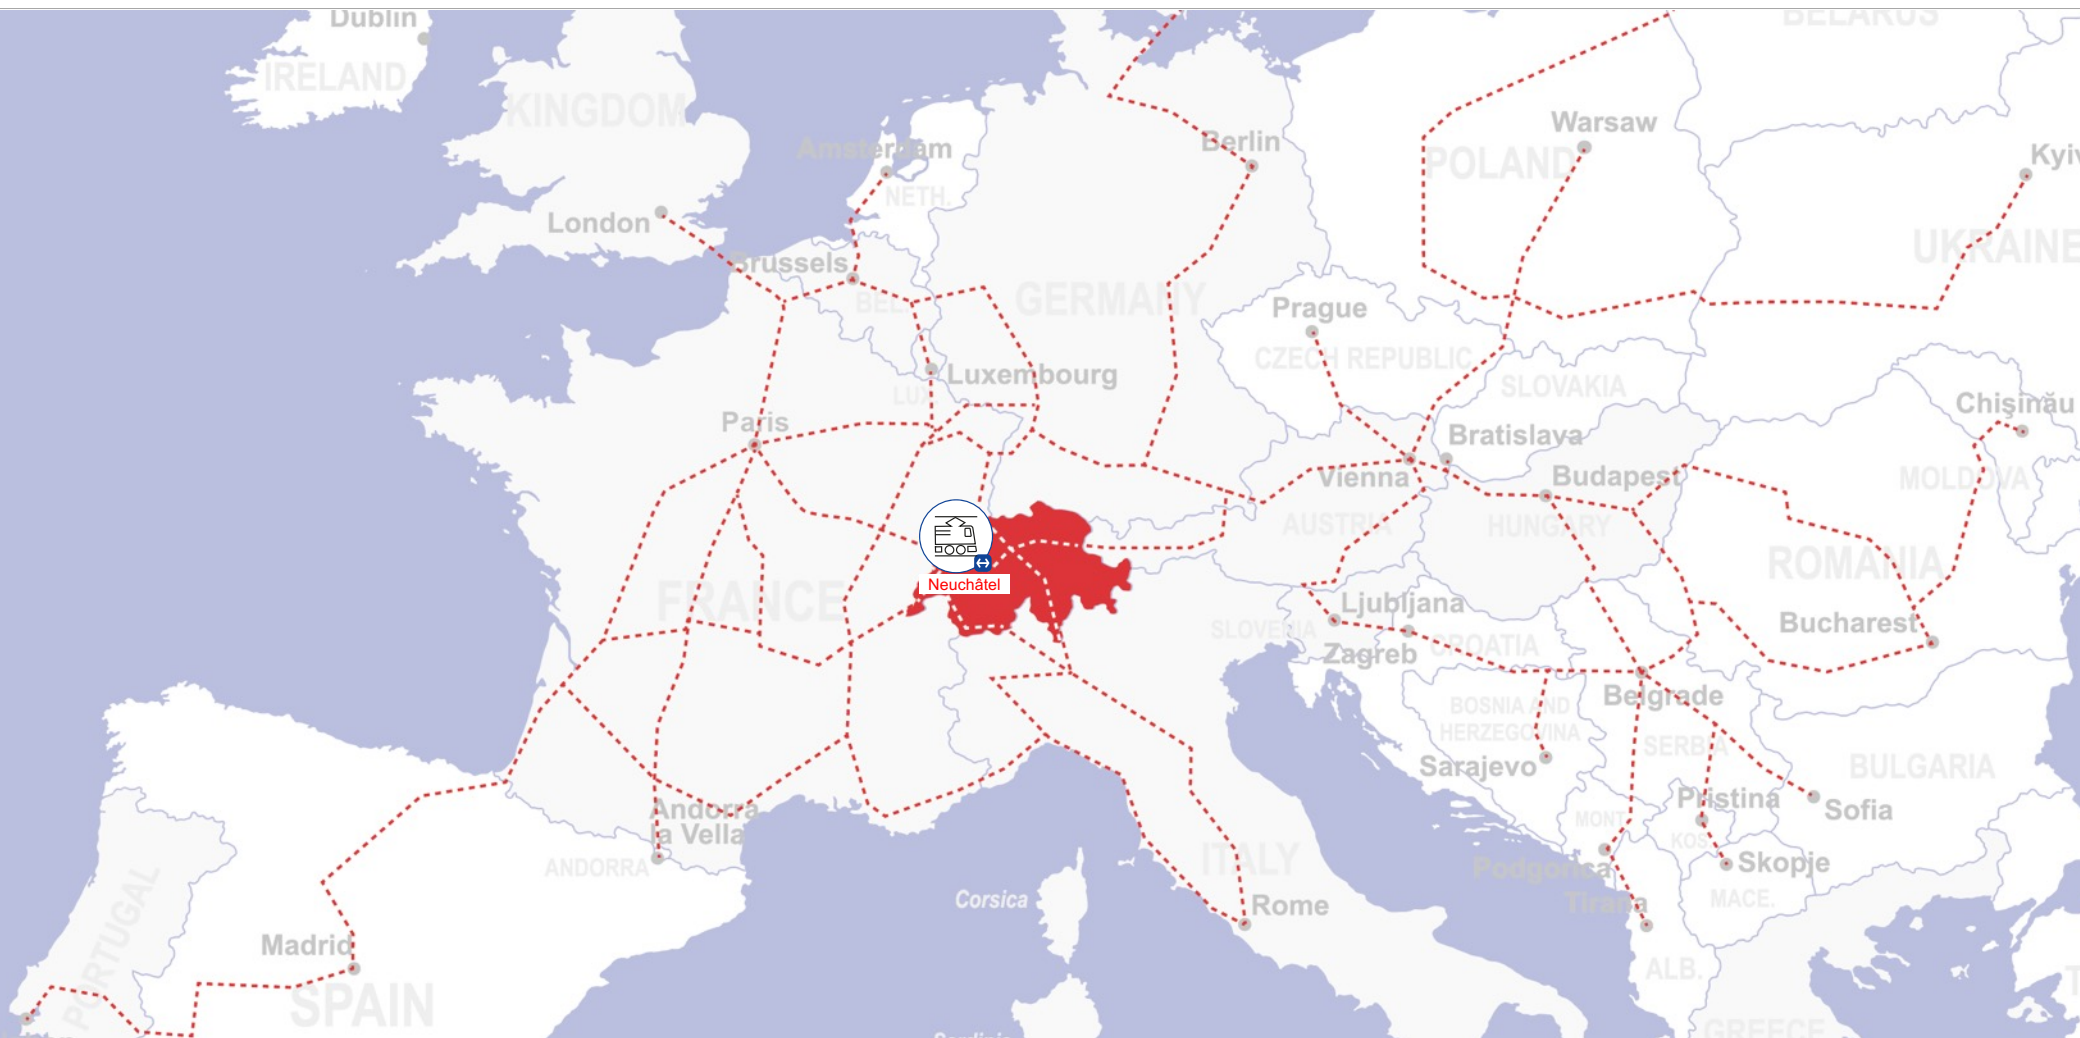 Dublin
IRELAND
BELARUS
KINGDOM
Warsaw
Berlin
Amsterdam
POLAND
Kyiv
NETH.
London
UKRAINE
Brussels
BEL.
GERMANY
Prague
CZECH REPUBLIC
Luxembourg
LUX.
SLOVAKIA
Chişinău
Paris
Bratislava
Vienna
Budapest
MOLDOVA
AUSTRIA
HUNGARY
ROMANIA
Neuchâtel
FRANCE
Ljubljana
SLOVENIA
Zagreb
CROATIA
Bucharest
Belgrade
BOSNIA AND
HERZEGOVINA
SERBIA
Sarajevo
BULGARIA
Pristina
Sofia
Andorra
la Vella
ANDORRA
MONT.
KOS.
ITALY
Podgorica
Skopje
Corsica
Rome
Tirana
MACE.
PORTUGAL
Madrid
ALB.
SPAIN
GREECE